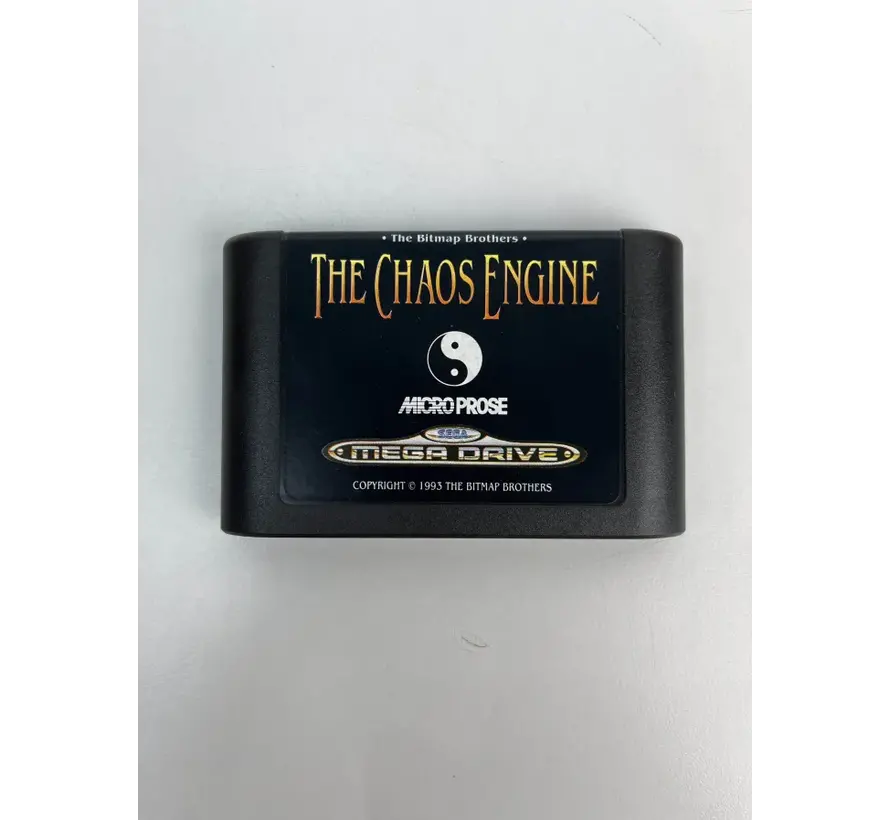 • The Bitmap Brothers •
THE CHAOS ENGINE
MICROPROSE
SEGA
MEGA DRIVE
COPYRIGHT © 1993 THE BITMAP BROTHERS